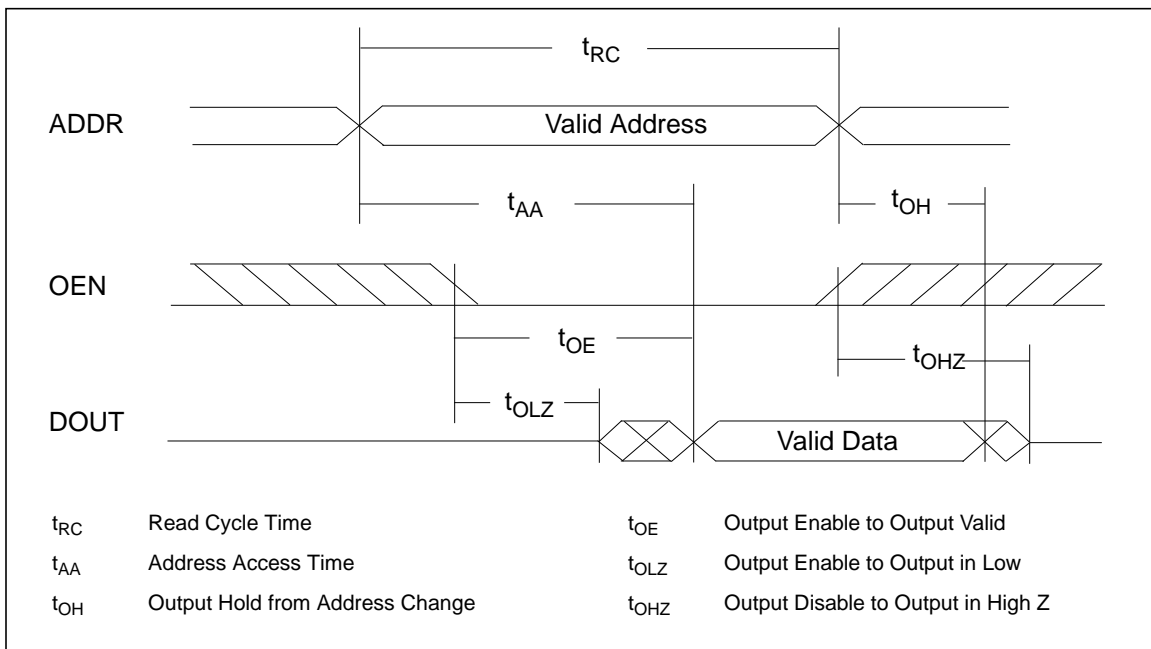 tRC
ADDR
Valid Address
tAA
tOH
OEN
tOE
tOHZ
tOLZ
DOUT
Valid Data
tRC Read Cycle Time
tAA Address Access Time
tOH Output Hold from Address Change
tOE Output Enable to Output Valid
tOLZ Output Enable to Output in Low
tOHZ Output Disable to Output in High Z